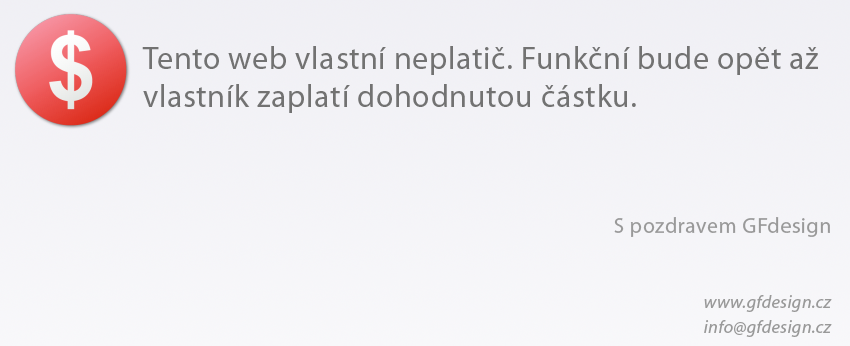 $
Tento web vlastní neplatič. Funkční bude opět až
vlastník zaplatí dohodnutou částku.
S pozdravem GFdesign
www.gfdesign.cz
info@gfdesign.cz